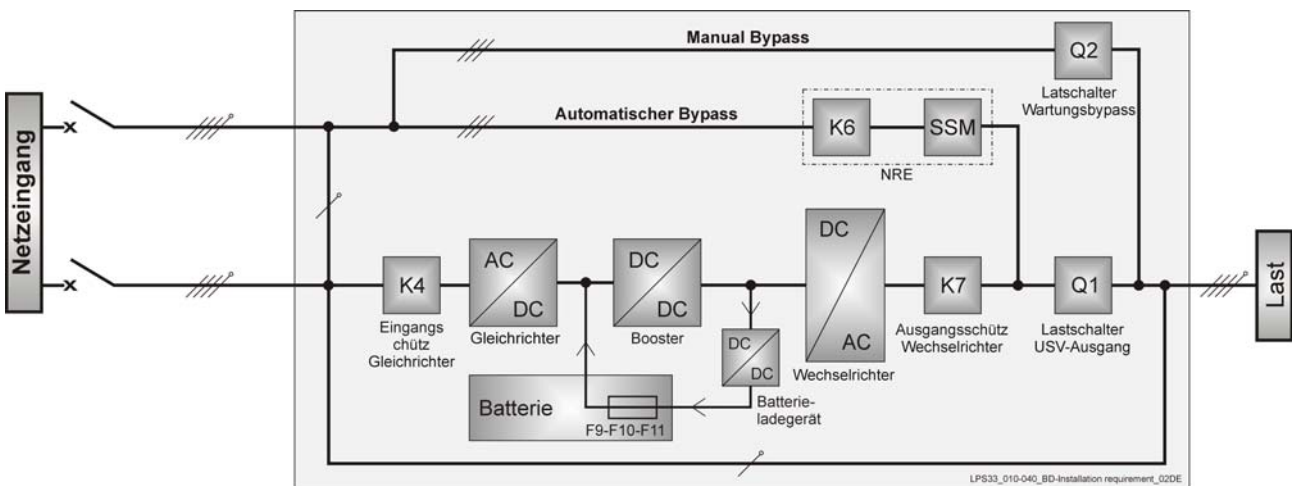 Manual Bypass
Q2
Latschalter
Wartungsbypass
Automatischer Bypass
K6
SSM
NRE
Netzeingang
K4
Eingangs
chütz
Gleichrichter
AC
DC
Gleichrichter
DC
DC
Booster
DC
DC
Batterie-
ladegerät
DC
AC
Wechselrichter
K7
Ausgangsschütz
Wechselrichter
Q1
Lastschalter
USV-Ausgang
Last
Batterie
F9-F10-F11
LPS33_010-040_BD-Installation requirement_02DE